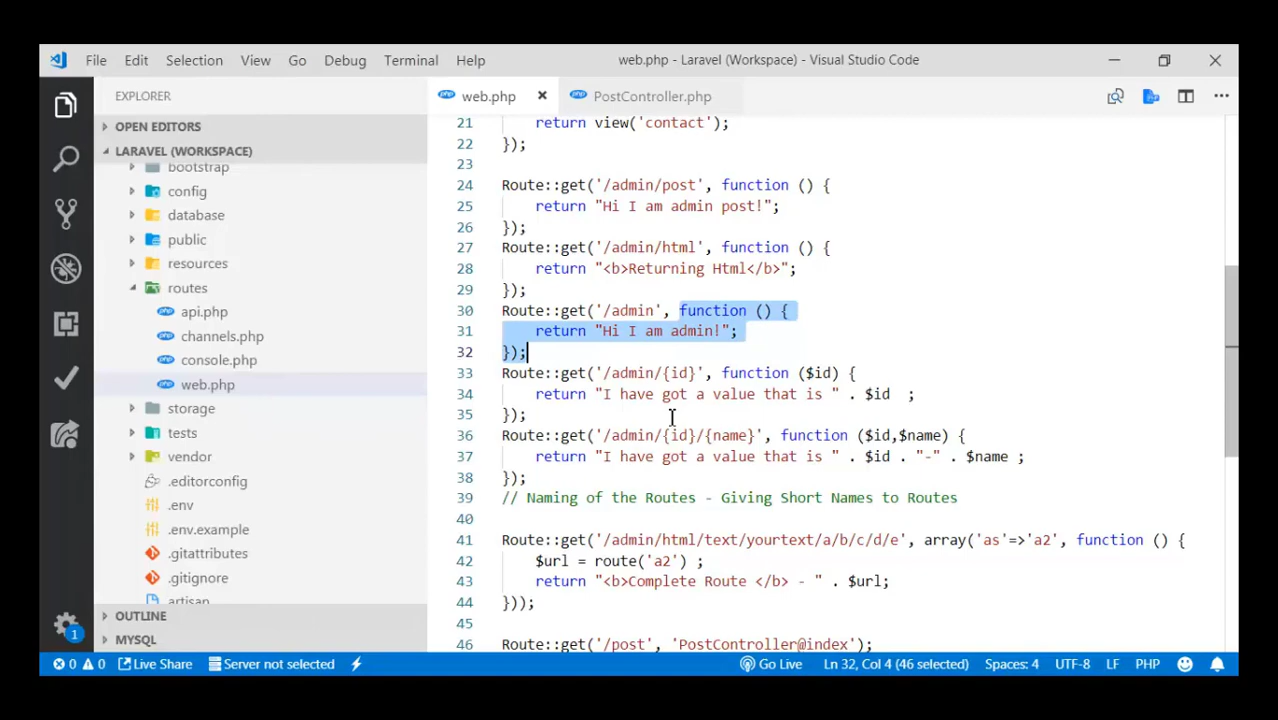 File Edit Selection View Go Debug Terminal Help
web.php - Laravel (Workspace) - Visual Studio Code
EXPLORER
OPEN EDITORS
LARAVEL (WORKSPACE)
bootstrap
config
database
public
resources
routes
php api.php
php channels.php
php console.php
php web.php
storage
tests
vendor
.editorconfig
.env
.env.example
.gitattributes
.gitignore
artisan
OUTLINE
MYSQL
1
php web.php
php PostController.php
21 return view('contact');
22 });
23
24 Route::get('/admin/post', function () {
25 return "Hi I am admin post!";
26 });
27 Route::get('/admin/html', function () {
28 return "<b>Returning Html</b>";
29 });
30 Route::get('/admin', function () {
31 return "Hi I am admin!";
32 });
33 Route::get('/admin/{id}', function ($id) {
34 return "I have got a value that is " . $id ;
35 });
36 Route::get('/admin/{id}/{name}', function ($id,$name) {
37 return "I have got a value that is " . $id . "-" . $name ;
38 });
39 // Naming of the Routes - Giving Short Names to Routes
40
41 Route::get('/admin/html/text/yourtext/a/b/c/d/e', array('as'=>'a2', function () {
42 $url = route('a2') ;
43 return "<b>Complete Route </b> - " . $url;
44 }));
45
46 Route::get('/post', 'PostController@index');
0 0 Live Share Server not selected Go Live Ln 32, Col 4 (46 selected) Spaces: 4 UTF-8 LF PHP